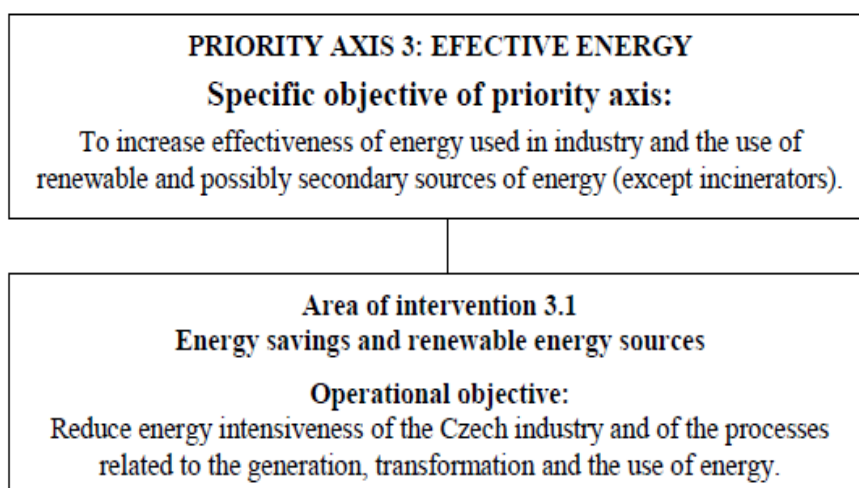 PRIORITY AXIS 3: EFECTIVE ENERGY
Specific objective of priority axis:
To increase effectiveness of energy used in industry and the use of
renewable and possibly secondary sources of energy (except incinerators).
Area of intervention 3.1
Energy savings and renewable energy sources
Operational objective:
Reduce energy intensiveness of the Czech industry and of the processes
related to the generation, transformation and the use of energy.